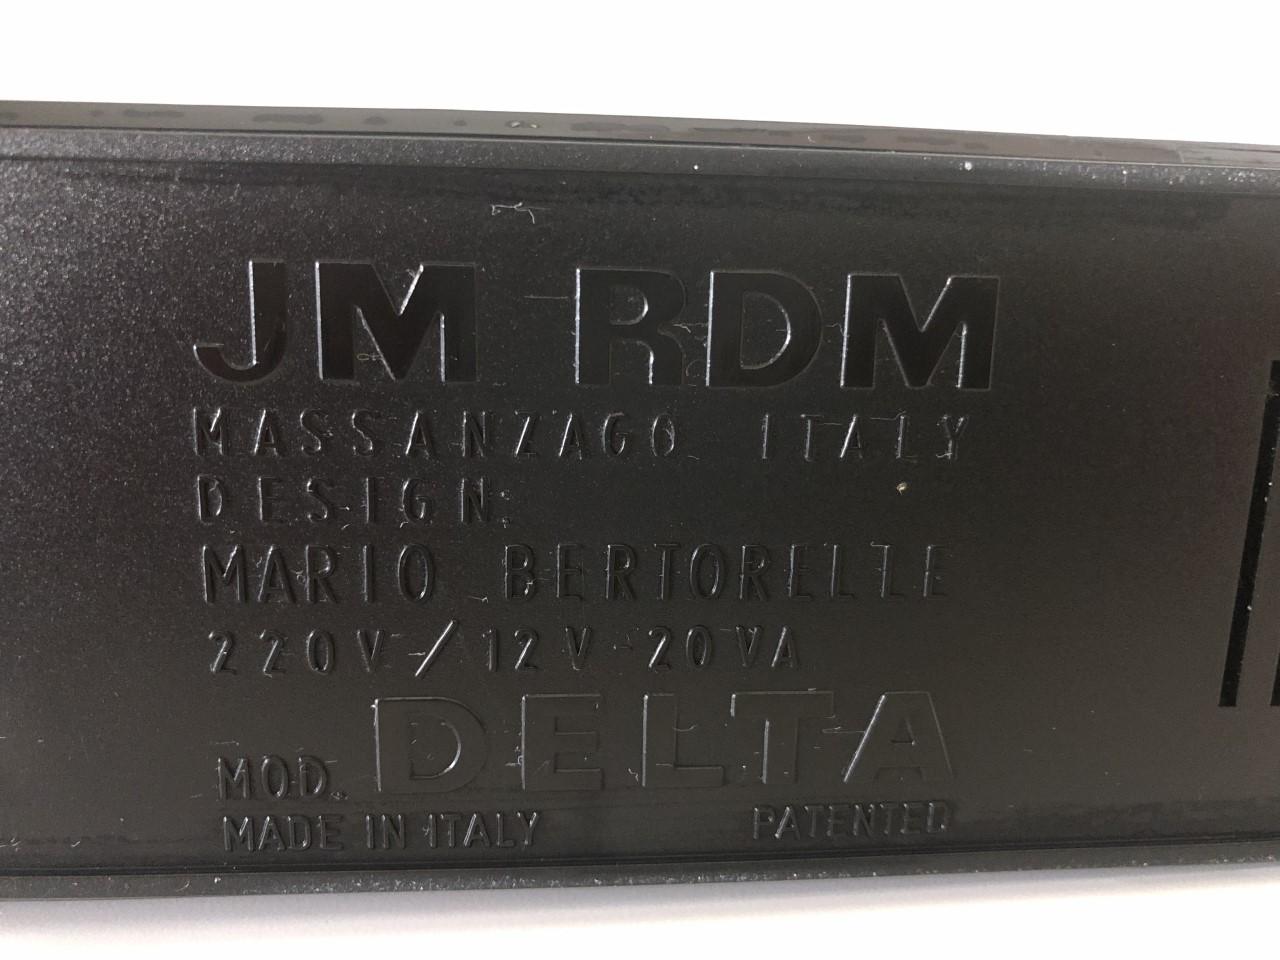 JM RDM
MASSANZAGO ITALY
DESIGN:
MARIO BERTORELLE
220V/12V 20VA
MOD. DELTA
MADE IN ITALY PATENTED